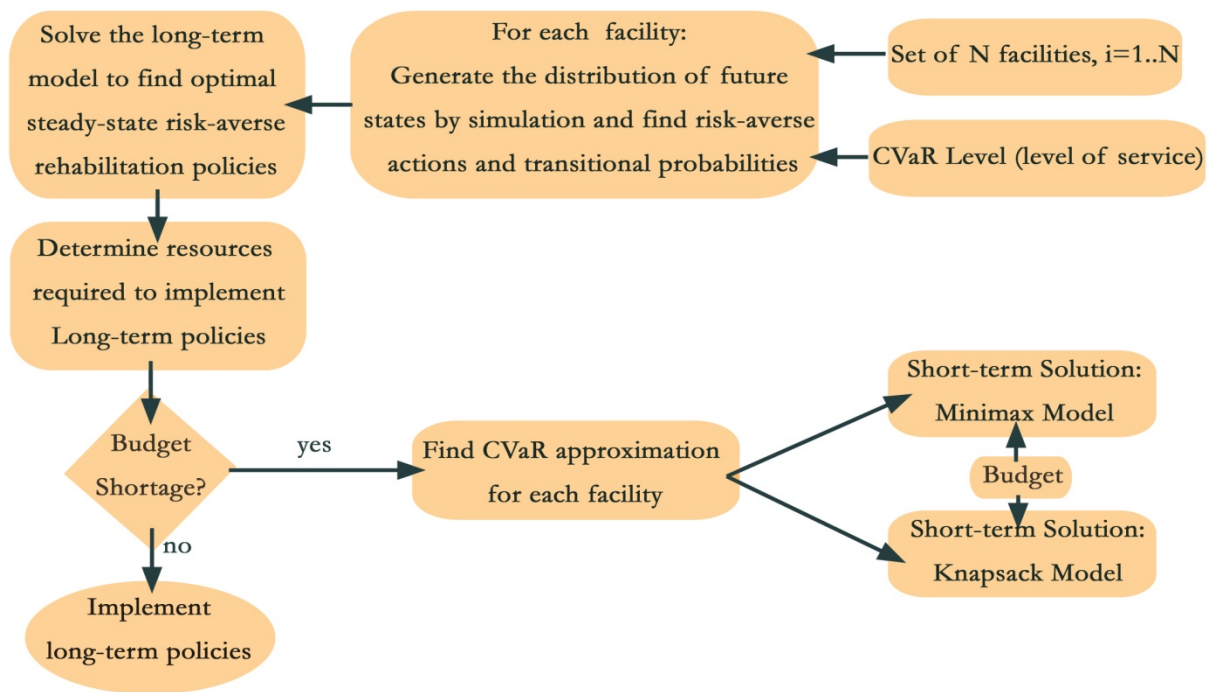 Solve the long-term
model to find optimal
steady-state risk-averse
rehabilitation policies
For each facility:
Generate the distribution of future
states by simulation and find risk-averse
actions and transitional probabilities
Set of N facilities, i=1..N
CVaR Level (level of service)
Determine resources
required to implement
Long-term policies
Budget
Shortage?
yes
no
Find CVaR approximation
for each facility
Short-term Solution:
Minimax Model
Budget
Short-term Solution:
Knapsack Model
Implement
long-term policies